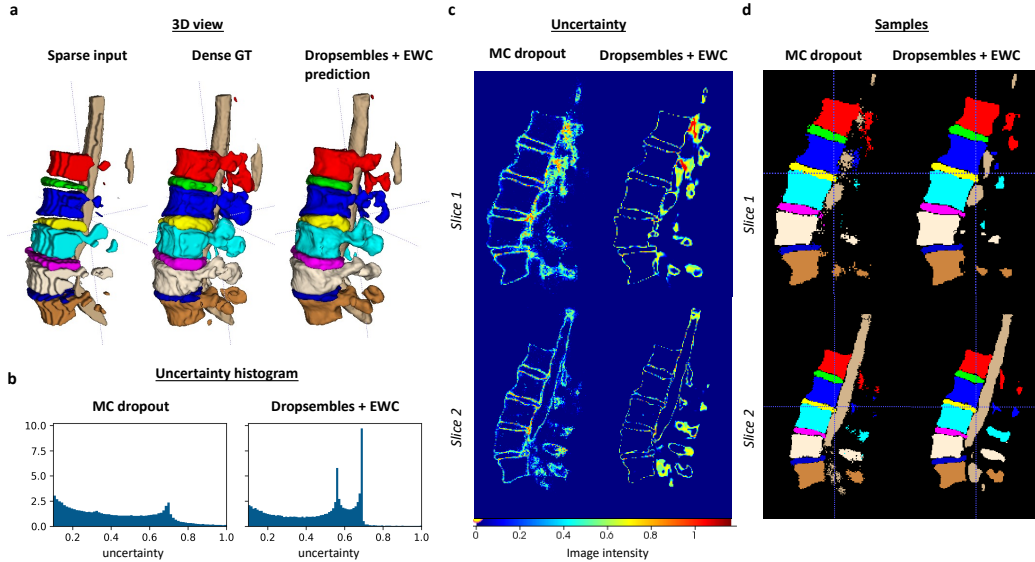 a
3D view
Sparse input
Dense GT
Dropsembles + EWC
prediction
b
Uncertainty histogram
MC dropout
Dropsembles + EWC
10.0
7.5
5.0
2.5
0.0
0.2 0.4 0.6 0.8 1.0
uncertainty
0.2 0.4 0.6 0.8 1.0
uncertainty
c
Uncertainty
MC dropout
Dropsembles + EWC
Slice 1
Slice 2
0 0.2 0.4 0.6 0.8 1
Image intensity
d
Samples
MC dropout
Dropsembles + EWC
Slice 1
Slice 2